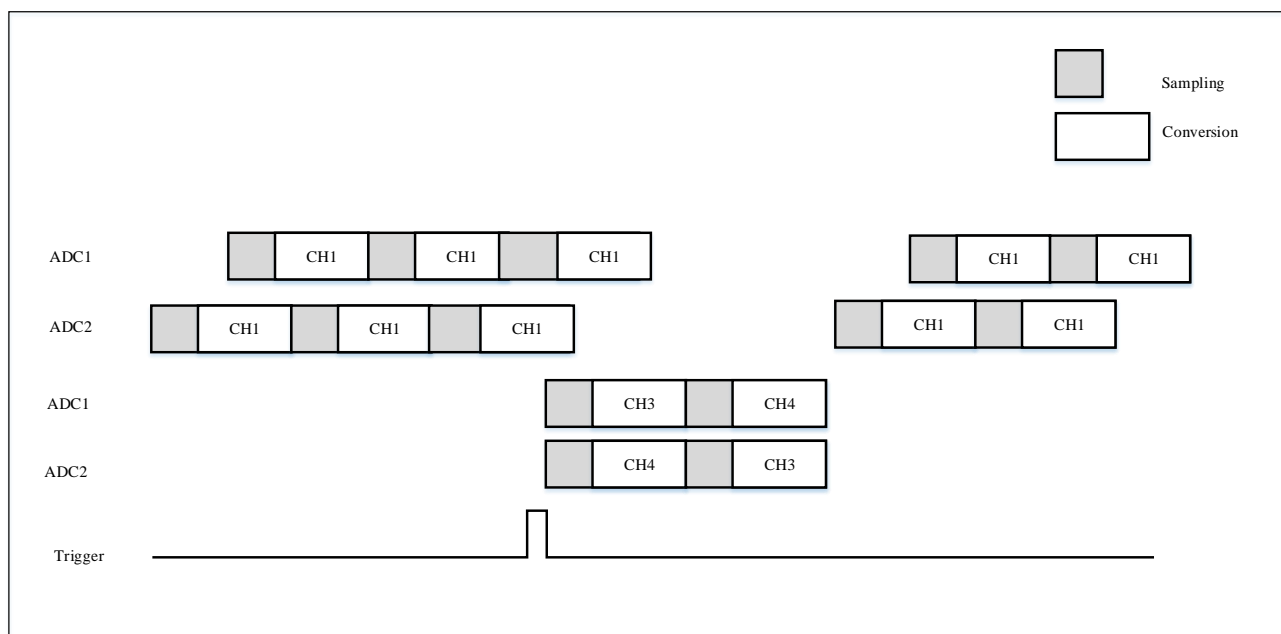 Sampling
Conversion
ADC1 CH1 CH1 CH1 CH1 CH1
ADC2 CH1 CH1 CH1 CH1 CH1
ADC1 CH3 CH4
ADC2 CH4 CH3
Trigger